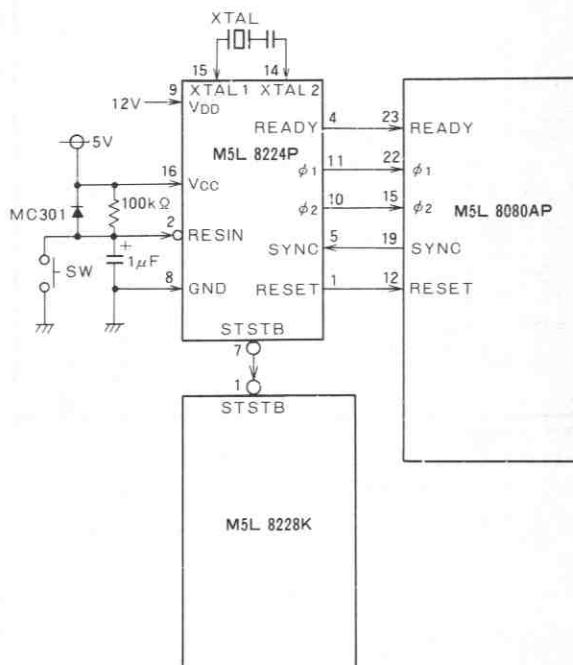 XTAL
15 14
XTAL 1 XTAL 2
9
12V VDD
4 23
READY READY
5V
M5L 8224P
16 11 22
VCC φ1 φ1
MC301 100kΩ
10 15
φ2 φ2 M5L 8080AP
2
RESIN
5 19
SYNC SYNC
+
1μF
SW
8 1 12
GND RESET RESET
STSTB
7
1
STSTB
M5L 8228K